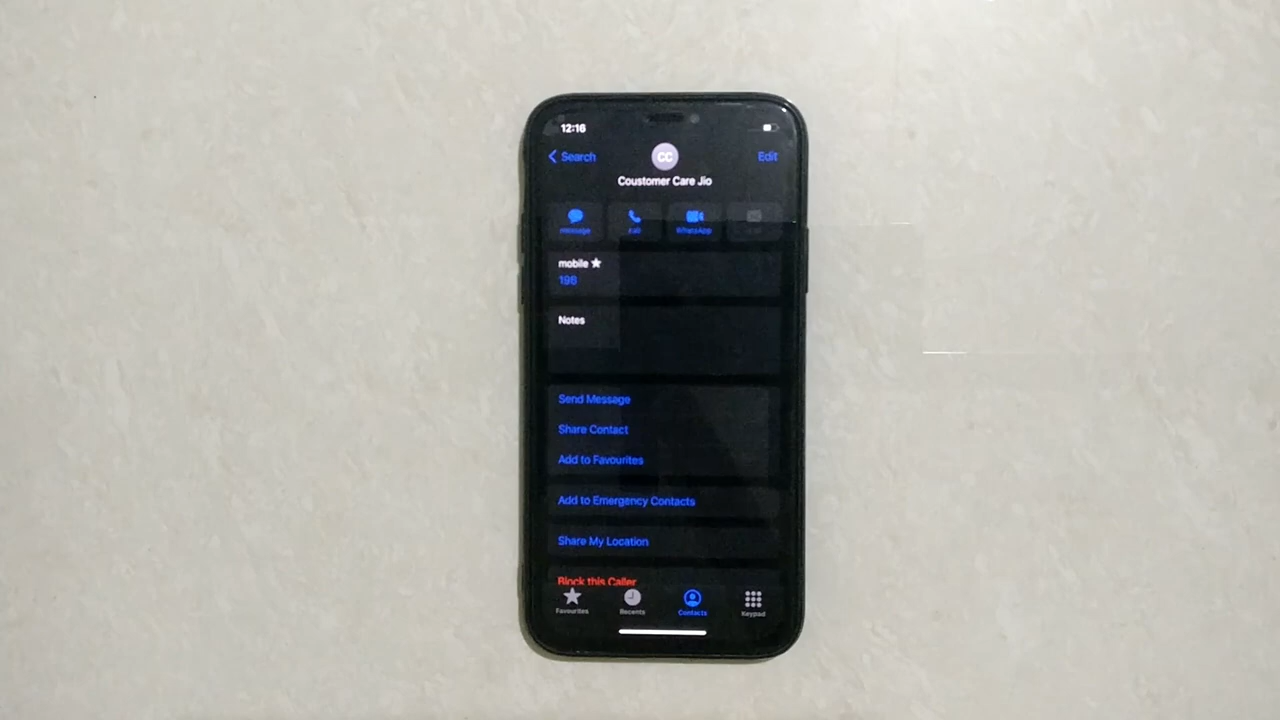 12:16
Search
CC
Edit
Coustomer Care Jio
message
call
WhatsApp
mobile ★
198
Notes
Send Message
Share Contact
Add to Favourites
Add to Emergency Contacts
Share My Location
Block this Caller
Favourites
Recents
Contacts
Keypad